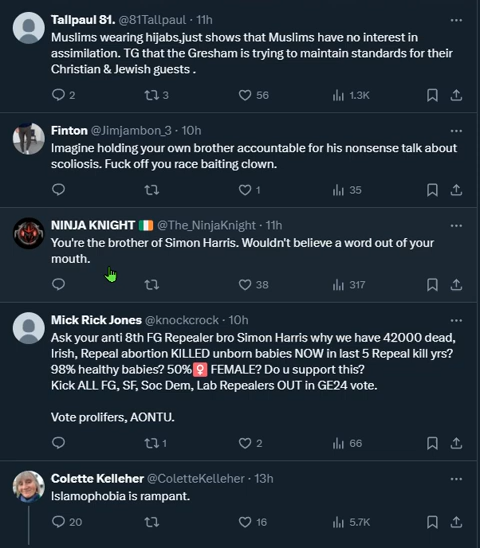 Tallpaul 81. @81Tallpaul · 11h
Muslims wearing hijabs,just shows that Muslims have no interest in
assimilation. TG that the Gresham is trying to maintain standards for their
Christian & Jewish guests .
2 3 56 1.3K
Finton @Jimjambon_3 · 10h
Imagine holding your own brother accountable for his nonsense talk about
scoliosis. Fuck off you race baiting clown.
1 35
NINJA KNIGHT 🇮🇪 @The_NinjaKnight · 11h
You're the brother of Simon Harris. Wouldn't believe a word out of your
mouth.
38 317
Mick Rick Jones @knockcrock · 10h
Ask your anti 8th FG Repealer bro Simon Harris why we have 42000 dead,
Irish, Repeal abortion KILLED unborn babies NOW in last 5 Repeal kill yrs?
98% healthy babies? 50%♀ FEMALE? Do u support this?
Kick ALL FG, SF, Soc Dem, Lab Repealers OUT in GE24 vote.
Vote prolifers, AONTU.
1 2 66
Colette Kelleher @ColetteKelleher · 13h
Islamophobia is rampant.
20 16 5.7K